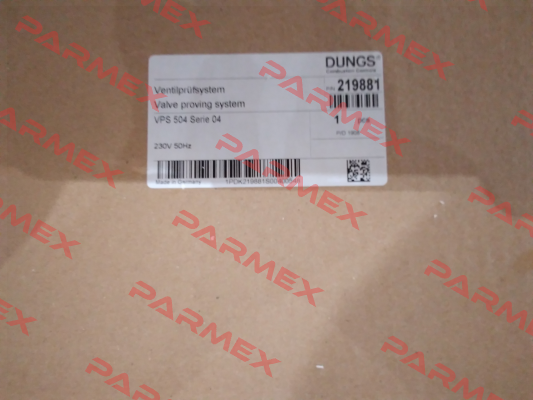 DUNGS®
Combustion Controls
Ventilprüfsystem
219881
Valve proving system
VPS 504 Serie 04
1
230V 50Hz
Made in Germany
PARMEX
PARMEX
PARMEX
PARMEX
PARMEX
PARMEX
PARMEX